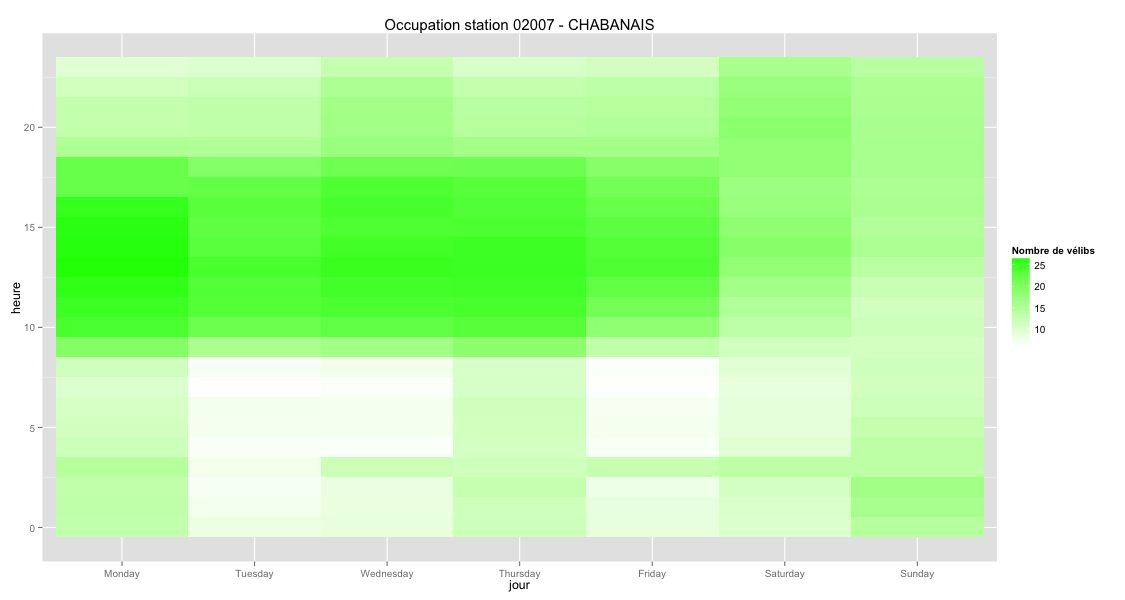 Occupation station 02007 - CHABANAIS
heure
20
15
10
5
0
Monday Tuesday Wednesday Thursday Friday Saturday Sunday
jour
Nombre de vélibs
25
20
15
10